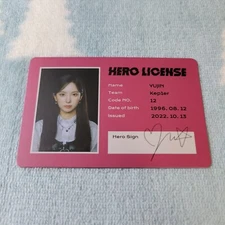 HERO LICENSE
Name YUJIN
Team Kep1er
Code No. 12
Date of birth 1996. 08. 12
Issued 2022. 10. 13
Hero Sign